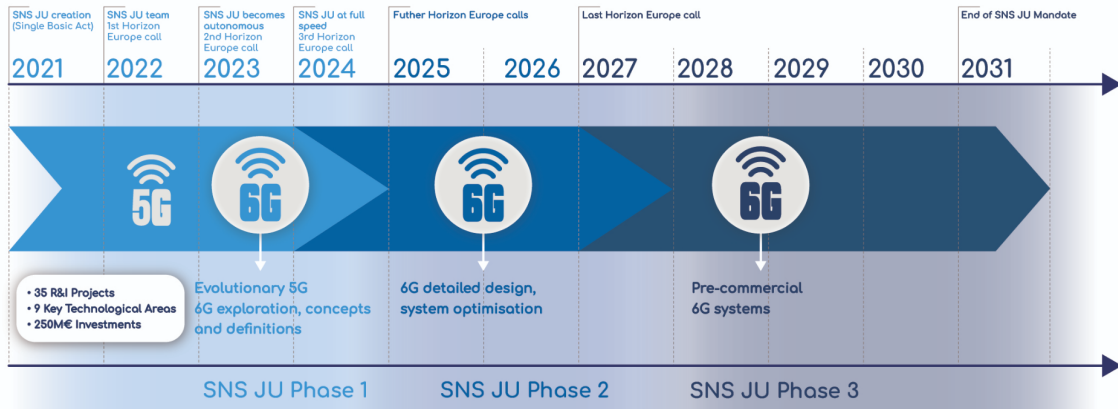 SNS JU creation
(Single Basic Act)
2021
SNS JU team
1st Horizon
Europe call
2022
SNS JU becomes
autonomous
2nd Horizon
Europe call
2023
SNS JU at full
speed
3rd Horizon
Europe call
2024
Futher Horizon Europe calls
2025
2026
Last Horizon Europe call
2027
2028
2029
2030
End of SNS JU Mandate
2031
5G
6G
6G
6G
• 35 R&I Projects
• 9 Key Technological Areas
• 250M€ Investments
Evolutionary 5G
6G exploration, concepts
and definitions
6G detailed design,
system optimisation
Pre-commercial
6G systems
SNS JU Phase 1
SNS JU Phase 2
SNS JU Phase 3